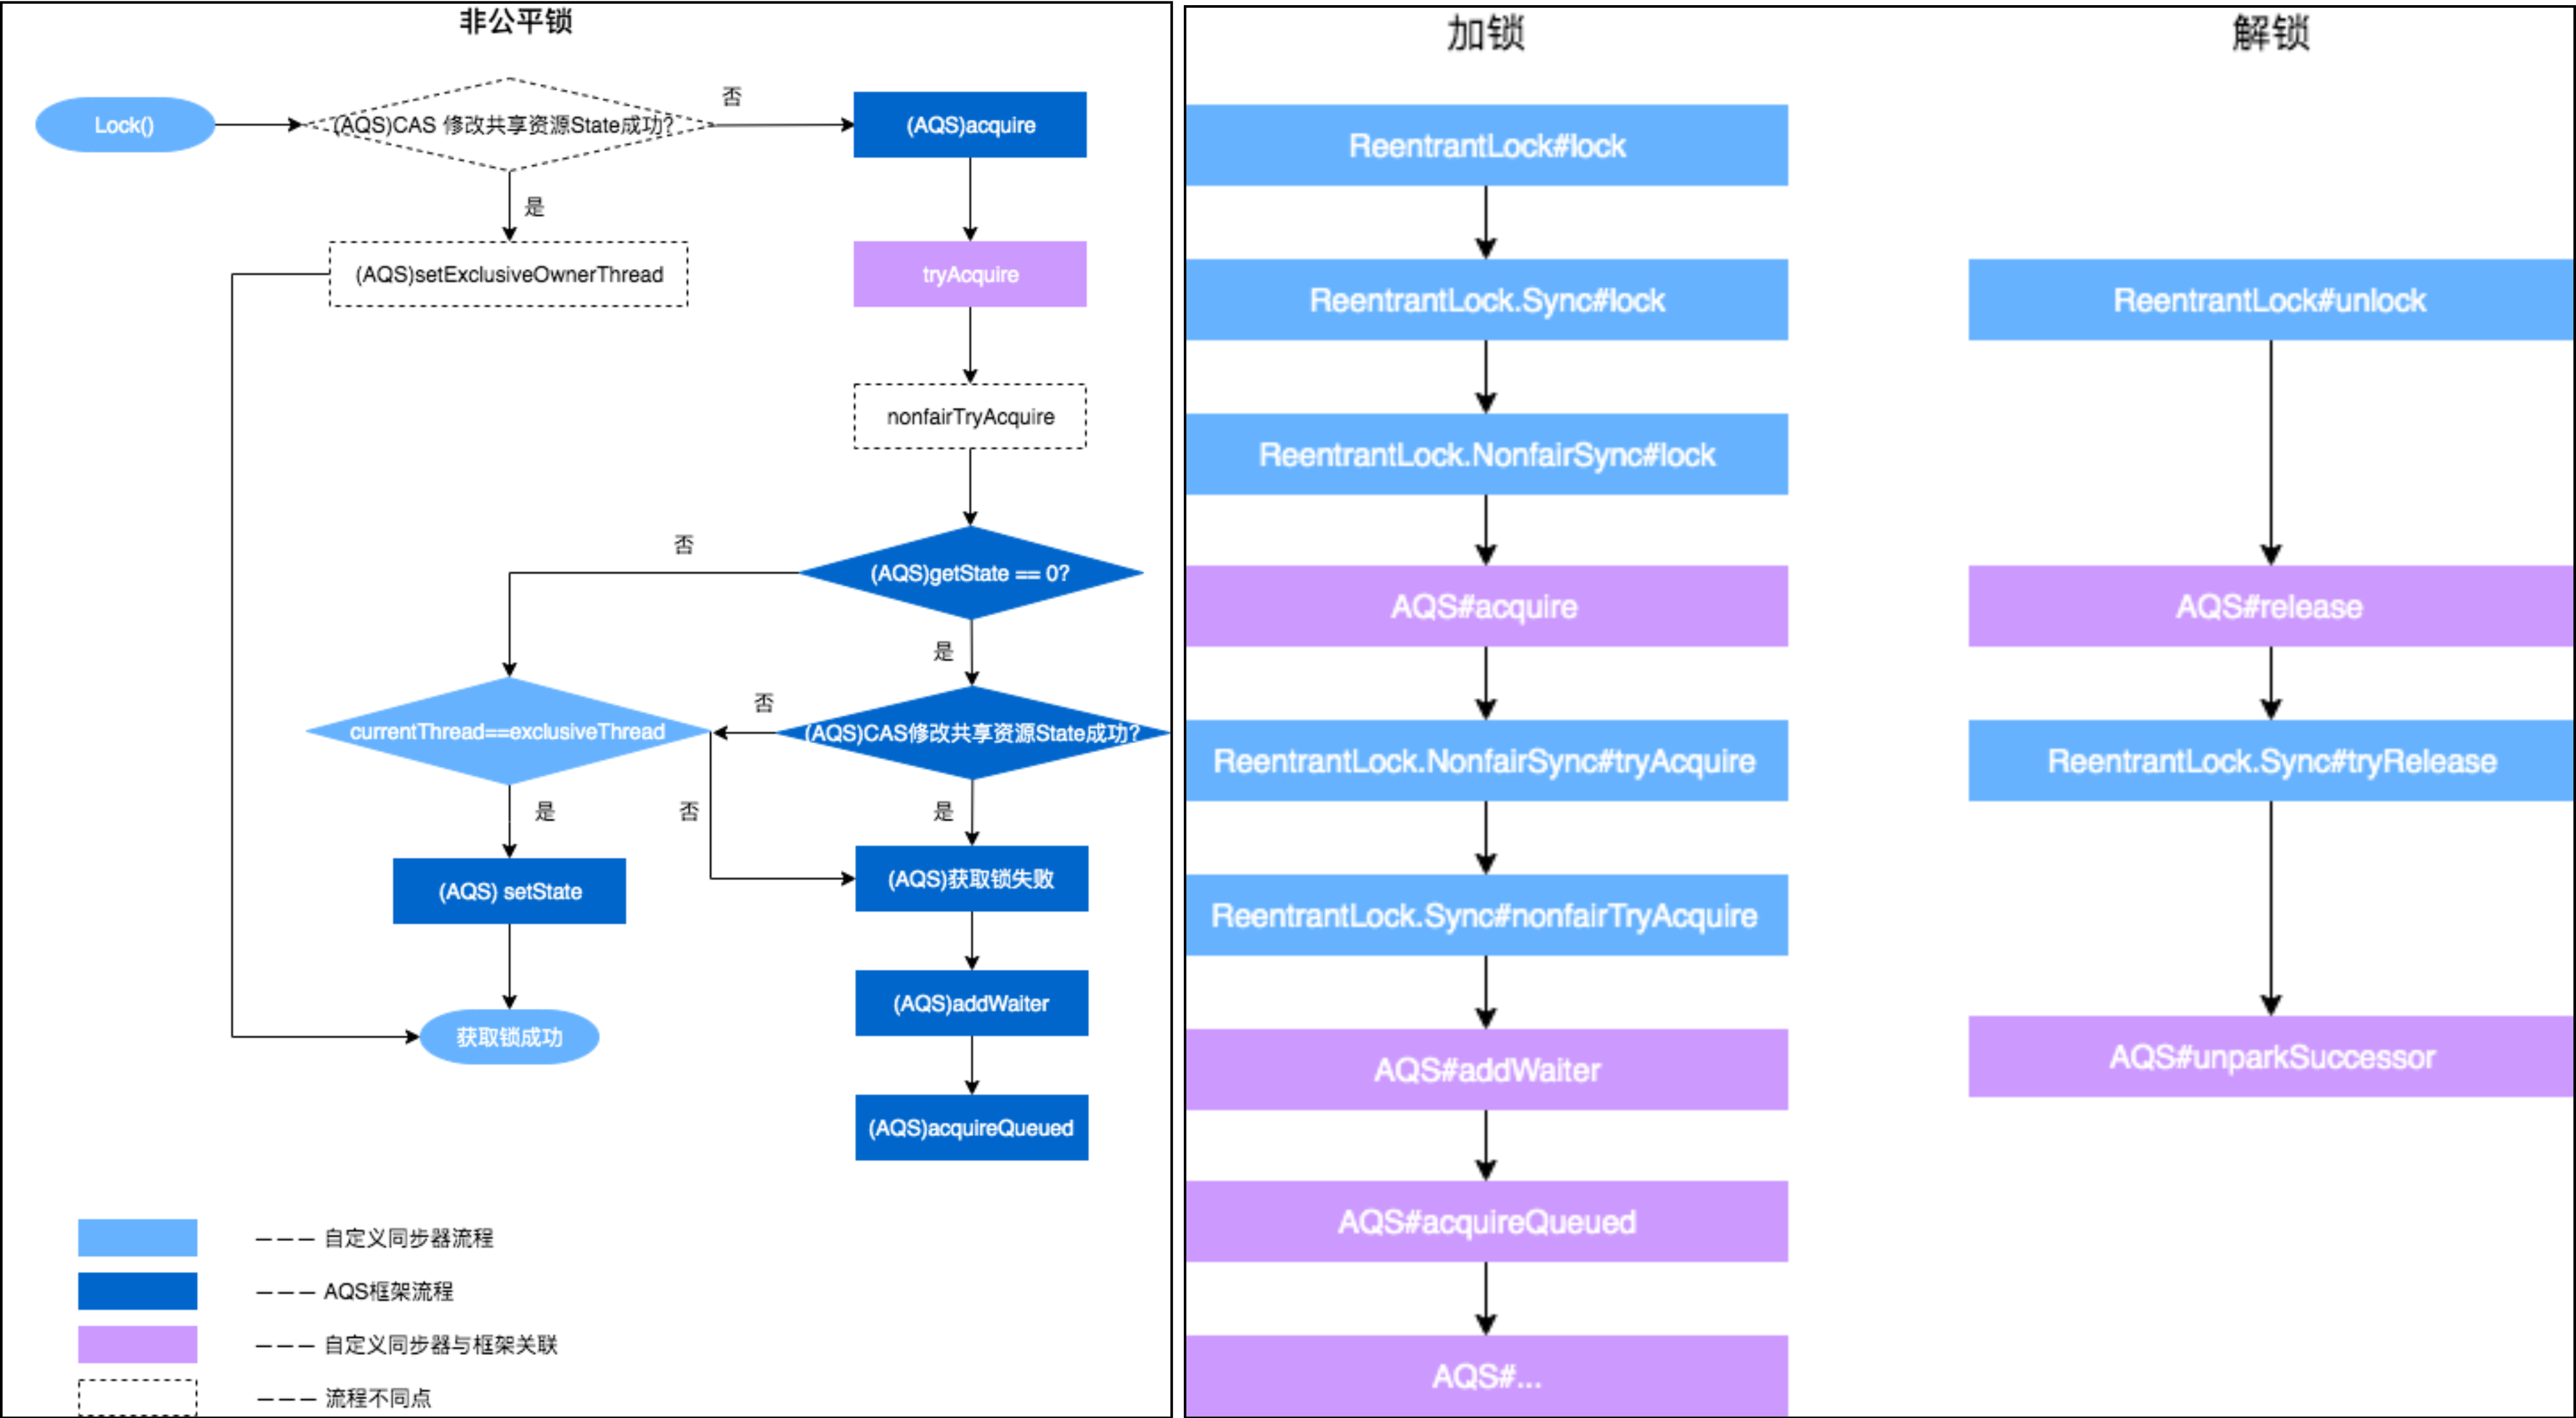 非公平锁
Lock()
(AQS)CAS 修改共享资源State成功?
否
(AQS)acquire
是
(AQS)setExclusiveOwnerThread
tryAcquire
nonfairTryAcquire
否
(AQS)getState == 0?
是
否
currentThread==exclusiveThread
(AQS)CAS修改共享资源State成功?
是
否
是
(AQS) setState
(AQS)获取锁失败
(AQS)addWaiter
获取锁成功
(AQS)acquireQueued
——— 自定义同步器流程
——— AQS框架流程
——— 自定义同步器与框架关联
——— 流程不同点
加锁
ReentrantLock#lock
ReentrantLock.Sync#lock
ReentrantLock.NonfairSync#lock
AQS#acquire
ReentrantLock.NonfairSync#tryAcquire
ReentrantLock.Sync#nonfairTryAcquire
AQS#addWaiter
AQS#acquireQueued
AQS#...
解锁
ReentrantLock#unlock
AQS#release
ReentrantLock.Sync#tryRelease
AQS#unparkSuccessor